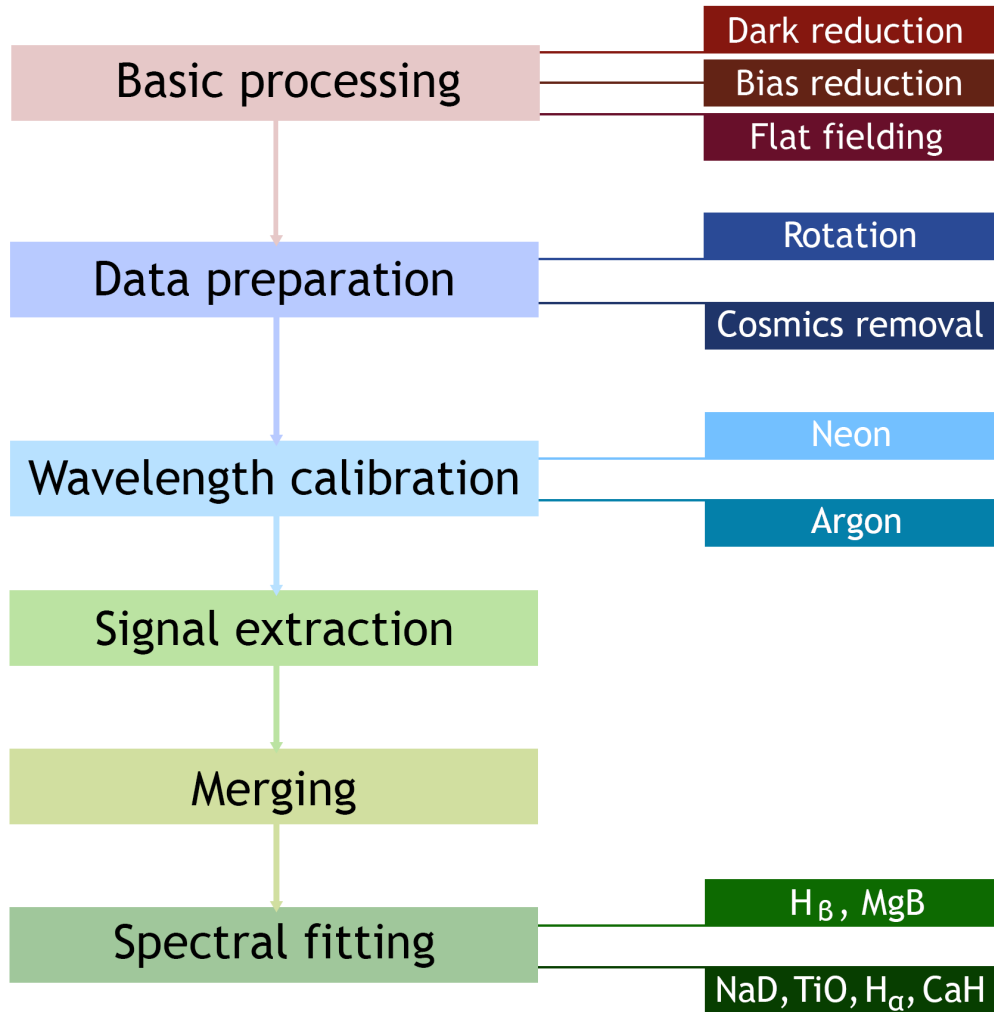 Basic processing
Dark reduction
Bias reduction
Flat fielding
Data preparation
Rotation
Cosmics removal
Wavelength calibration
Neon
Argon
Signal extraction
Merging
Spectral fitting
H β, MgB
NaD, TiO, Hα, CaH